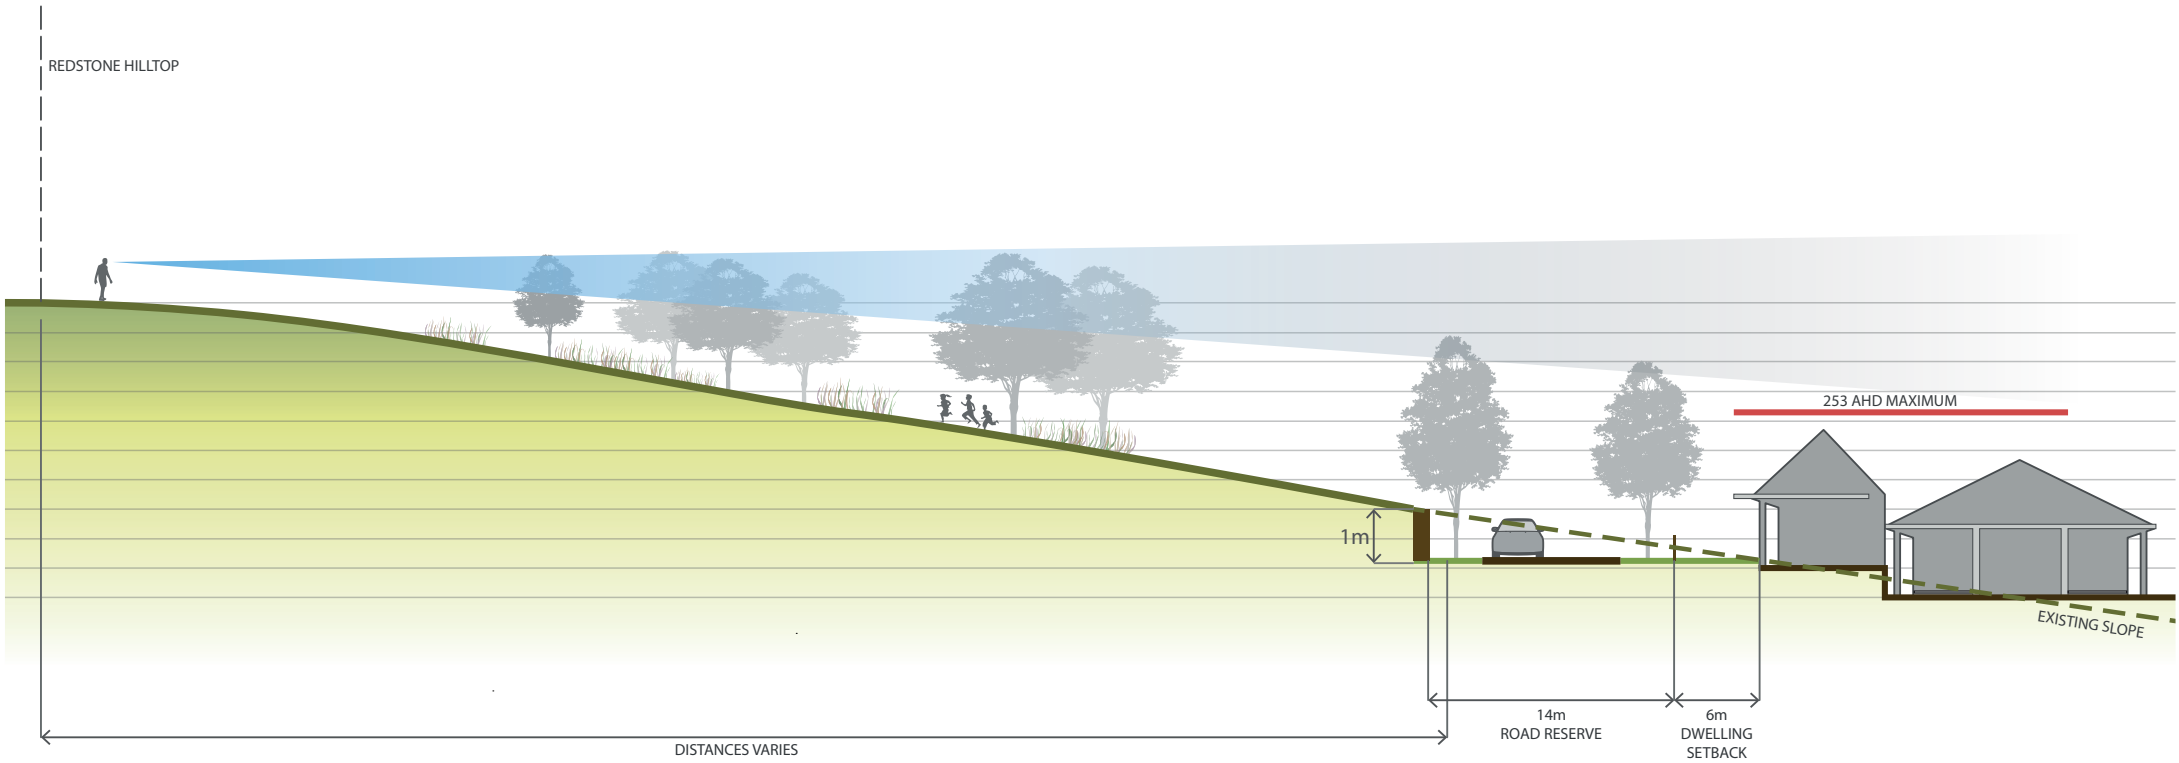 REDSTONE HILLTOP
253 AHD MAXIMUM
1m
EXISTING SLOPE
14m
ROAD RESERVE
6m
DWELLING
SETBACK
DISTANCES VARIES